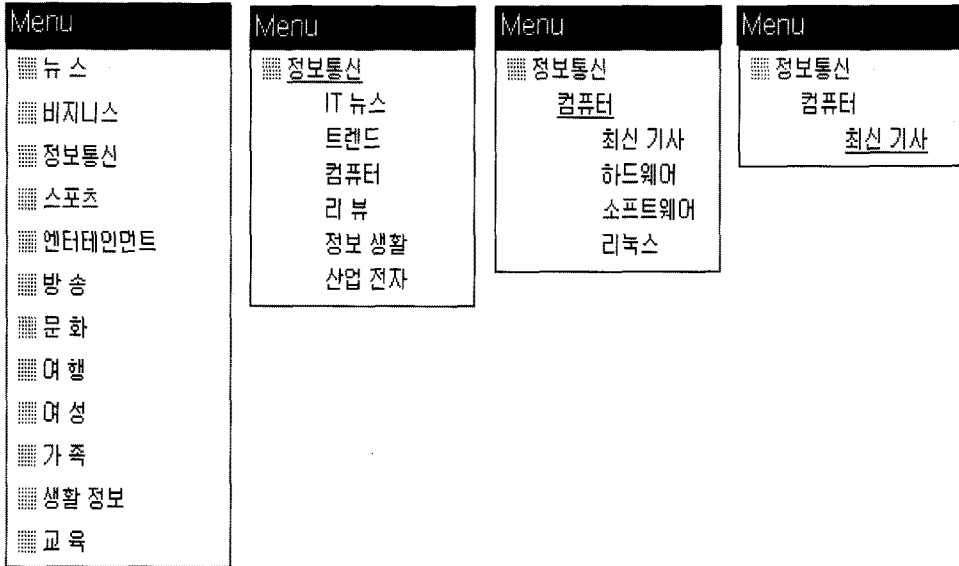 Menu
뉴 스
비지니스
정보통신
스포츠
엔터테인먼트
방 송
문 화
여 행
여 성
가 족
생활 정보
교 육
Menu
정보통신
IT 뉴스
트렌드
컴퓨터
리 뷰
정보 생활
산업 전자
Menu
정보통신
컴퓨터
최신 기사
하드웨어
소프트웨어
리눅스
Menu
정보통신
컴퓨터
최신 기사